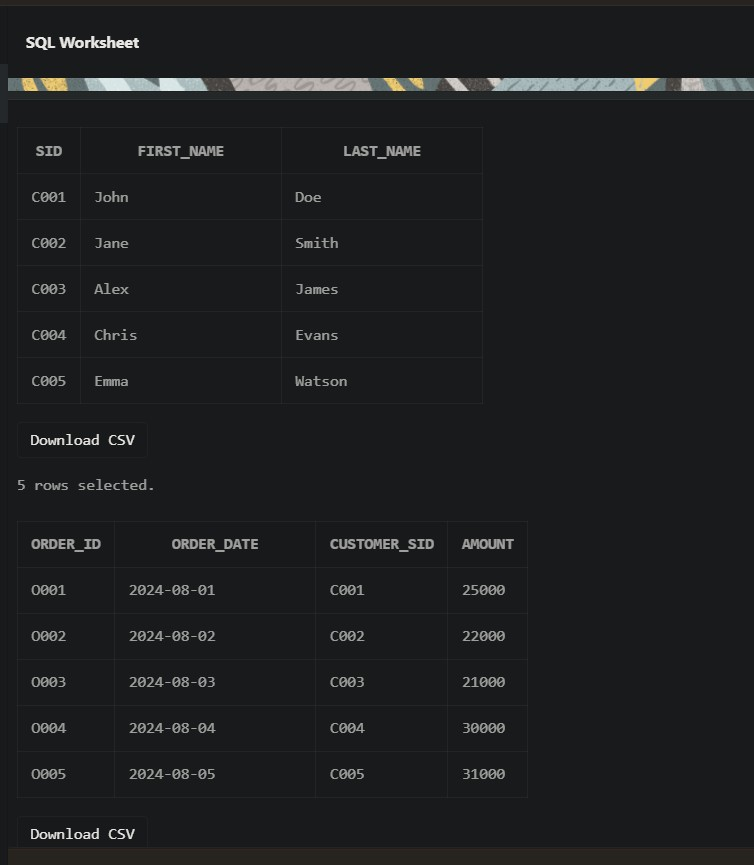 SQL Worksheet
SID FIRST_NAME LAST_NAME
C001 John Doe
C002 Jane Smith
C003 Alex James
C004 Chris Evans
C005 Emma Watson
Download CSV
5 rows selected.
ORDER_ID ORDER_DATE CUSTOMER_SID AMOUNT
O001 2024-08-01 C001 25000
O002 2024-08-02 C002 22000
O003 2024-08-03 C003 21000
O004 2024-08-04 C004 30000
O005 2024-08-05 C005 31000
Download CSV